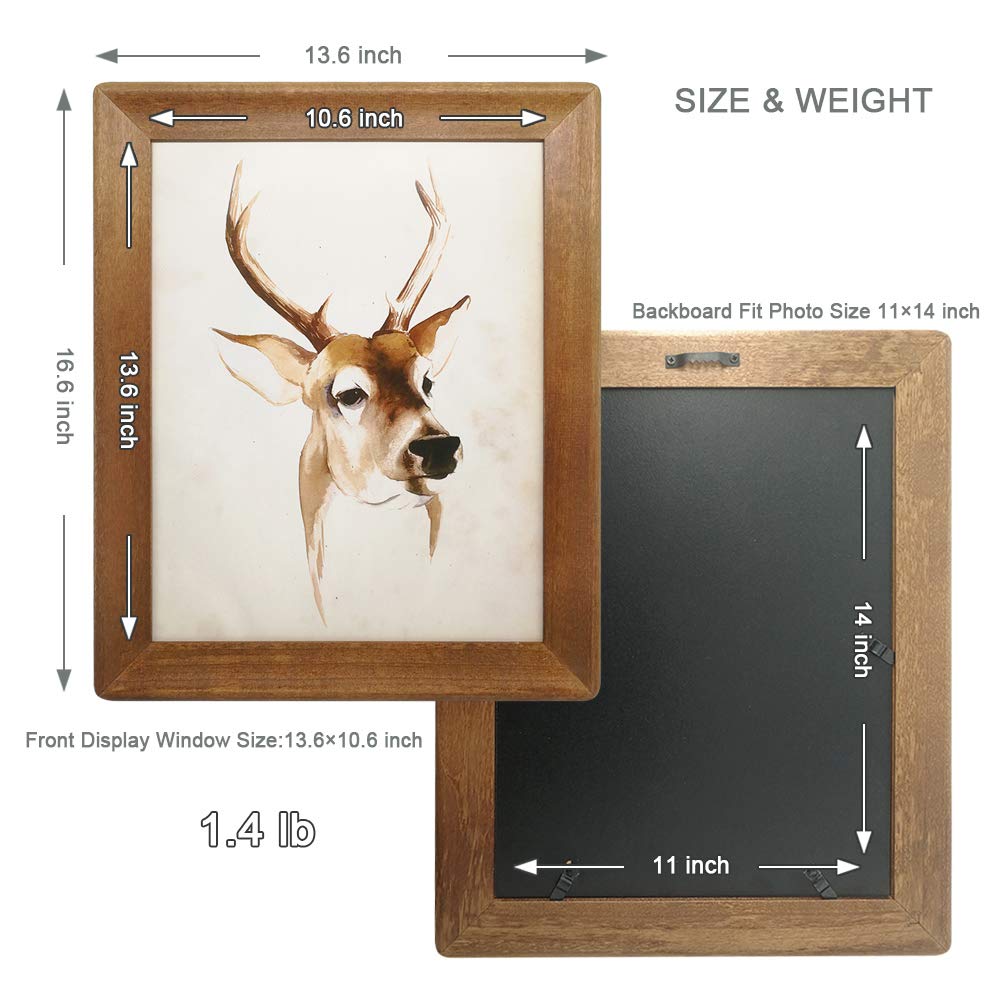 13.6 inch
SIZE & WEIGHT
10.6 inch
16.6 inch
13.6 inch
Backboard Fit Photo Size 11×14 inch
14 inch
Front Display Window Size:13.6×10.6 inch
1.4 lb
11 inch